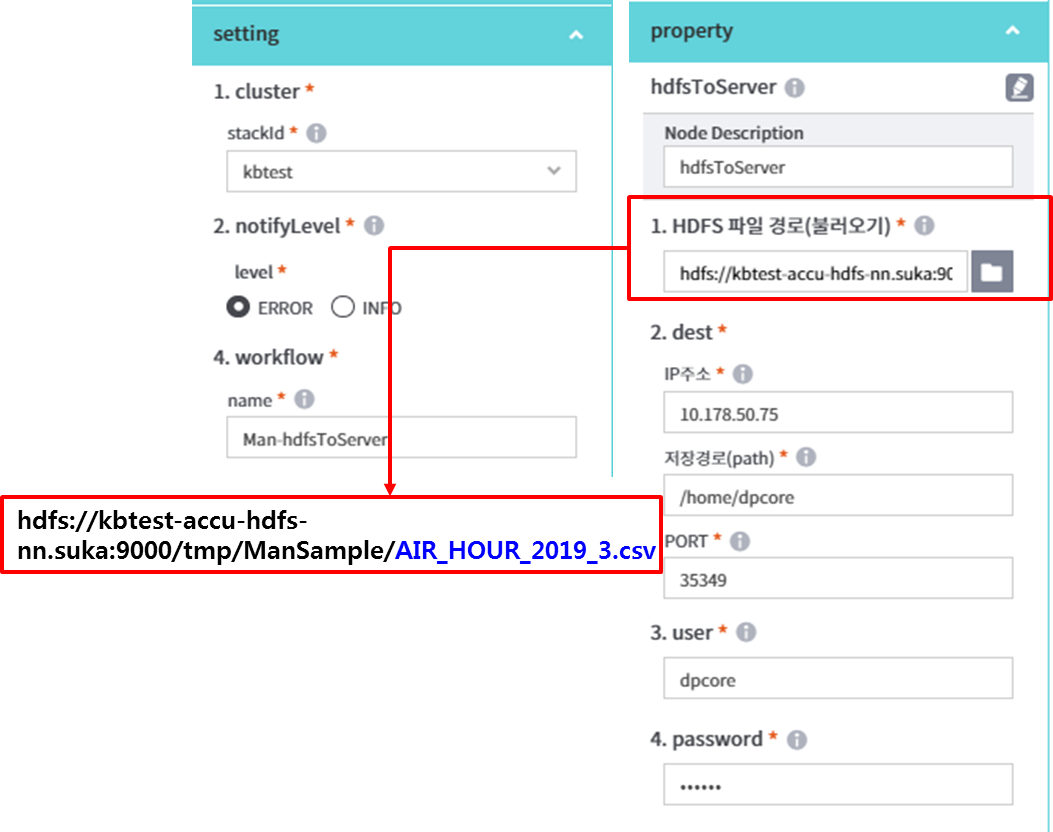 setting
1. cluster *
stackId *
kbtest
2. notifyLevel *
level *
ERROR INFO
4. workflow *
name *
Man-hdfsToServer
hdfs://kbtest-accu-hdfs-
nn.suka:9000/tmp/ManSample/AIR_HOUR_2019_3.csv
property
hdfsToServer
Node Description
hdfsToServer
1. HDFS 파일 경로(불러오기) *
hdfs://kbtest-accu-hdfs-nn.suka:90
2. dest *
IP주소 *
10.178.50.75
저장경로(path) *
/home/dpcore
PORT *
35349
3. user *
dpcore
4. password *
••••••